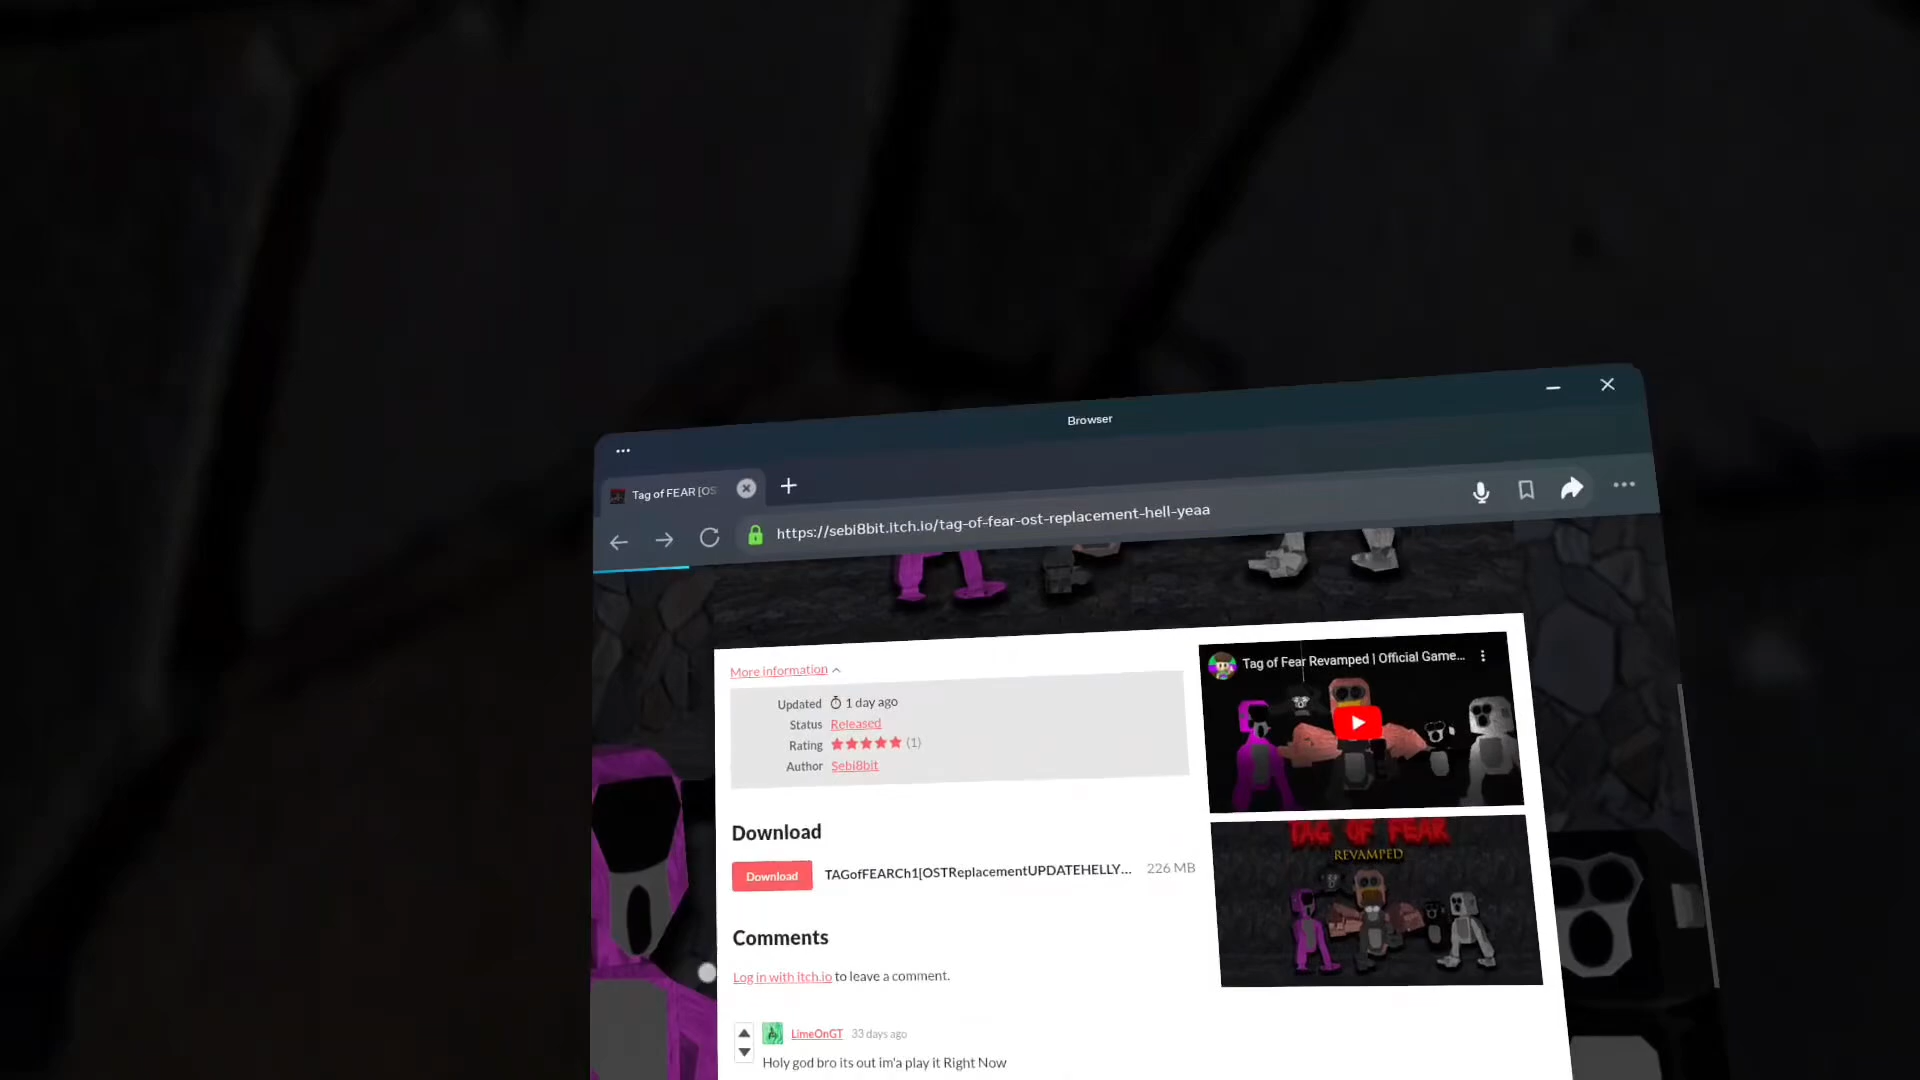 Browser
Tag of FEAR [OS
https://sebi8bit.itch.io/tag-of-fear-ost-replacement-hell-yeaa
More information
Updated 1 day ago
Status Released
Rating (1)
Author Sebi8bit
Download
Download TAGofFEARCh1[OSTReplacementUPDATEHELLY... 226 MB
Comments
Log in with itch.io to leave a comment.
LimeOnGT 33 days ago
Holy god bro its out im'a play it Right Now
Tag of Fear Revamped | Official Game...
TAG OF FEAR
REVAMPED